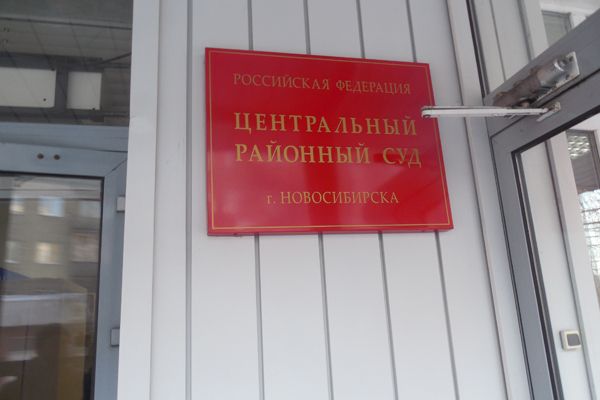 РОССИЙСКАЯ ФЕДЕРАЦИЯ
ЦЕНТРАЛЬНЫЙ
РАЙОННЫЙ СУД
г. НОВОСИБИРСКА